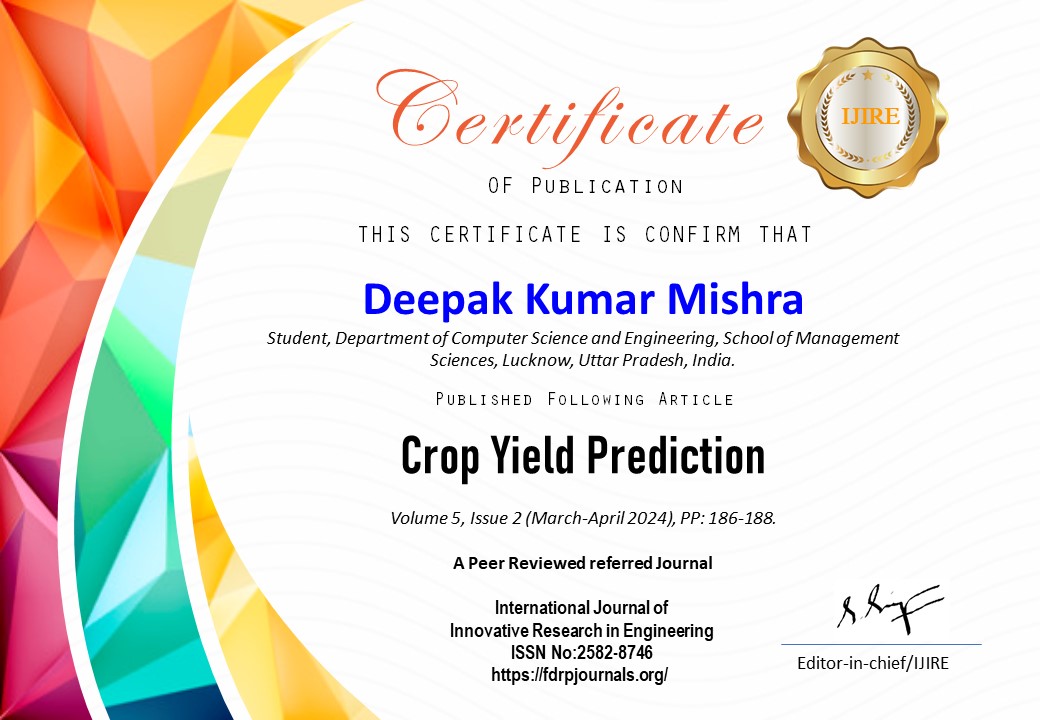 Certificate
IJIRE
OF PUBLICATION
THIS CERTIFICATE IS CONFIRM THAT
Deepak Kumar Mishra
Student, Department of Computer Science and Engineering, School of Management
Sciences, Lucknow, Uttar Pradesh, India.
PUBLISHED FOLLOWING ARTICLE
Crop Yield Prediction
Volume 5, Issue 2 (March-April 2024), PP: 186-188.
A Peer Reviewed referred Journal
International Journal of
Innovative Research in Engineering
ISSN No:2582-8746
https://fdrpjournals.org/
Editor-in-chief/IJIRE